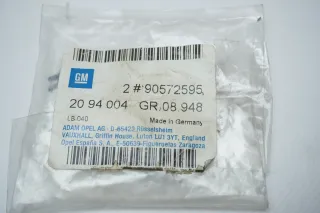 GM
2 #90572595
20 94 004 GR.08.948
LB 040 Made in Germany
ADAM OPEL AG - D-65423 Rüsselsheim
VAUXHALL, Griffin House, Luton LU1 3YT, England
Opel España S. A., E-50639-Figueruelas Zaragoza